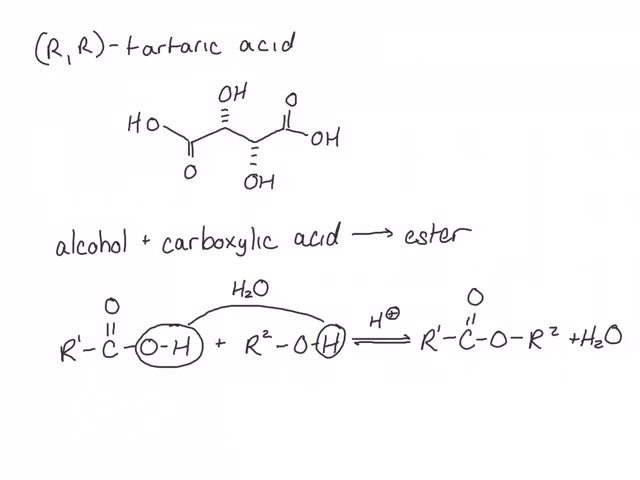 (R,R)-tartaric acid
OH
O
HO
OH
O
OH
alcohol + carboxylic acid → ester
H₂O
O
O
H⊕
R¹-C-O-H + R²-O-H ⇌ R¹-C-O-R² + H₂O